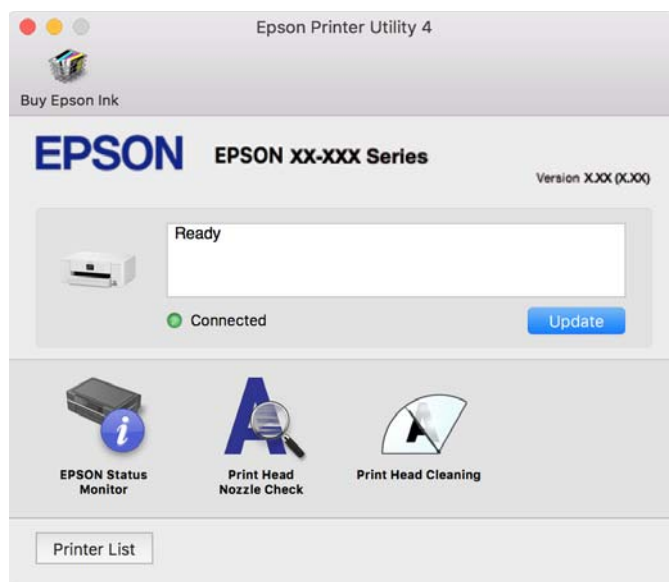 Epson Printer Utility 4
Buy Epson Ink
EPSON
EPSON XX-XXX Series
Version X.XX (X.XX)
Ready
Connected
Update
EPSON Status
Monitor
Print Head
Nozzle Check
Print Head Cleaning
Printer List